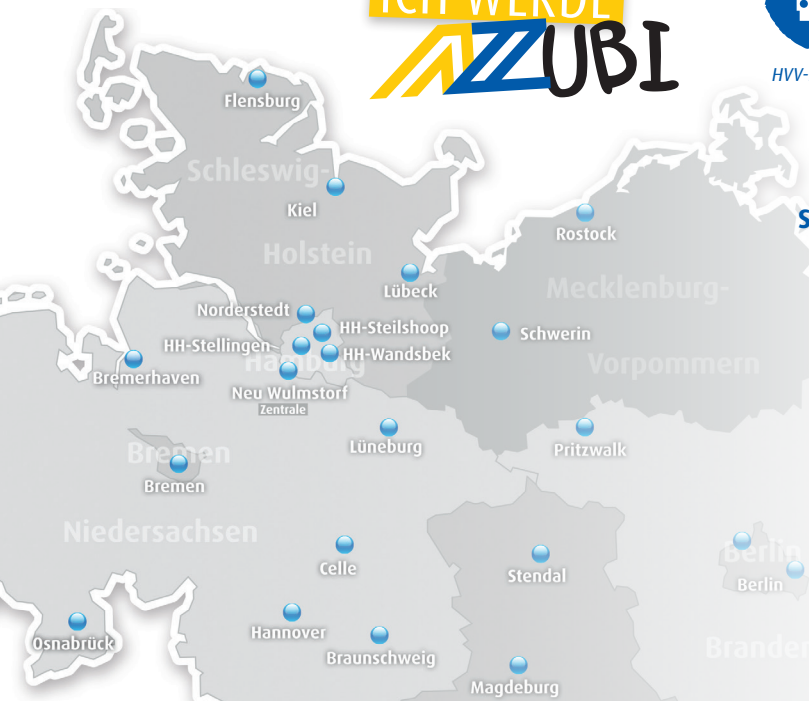 ICH WERDE
AZZUBI
HVV-
Flensburg
Schleswig-
Kiel
Rostock
Holstein
Lübeck
Mecklenburg-
Norderstedt
HH-Steilshoop
Schwerin
HH-Stellingen
HH-Wandsbek
Hamburg
Vorpommern
Bremerhaven
Neu Wulmstorf
Zentrale
Lüneburg
Pritzwalk
Bremen
Bremen
Niedersachsen
Berlin
Celle
Stendal
Berlin
Hannover
Osnabrück
Braunschweig
Brander
Magdeburg